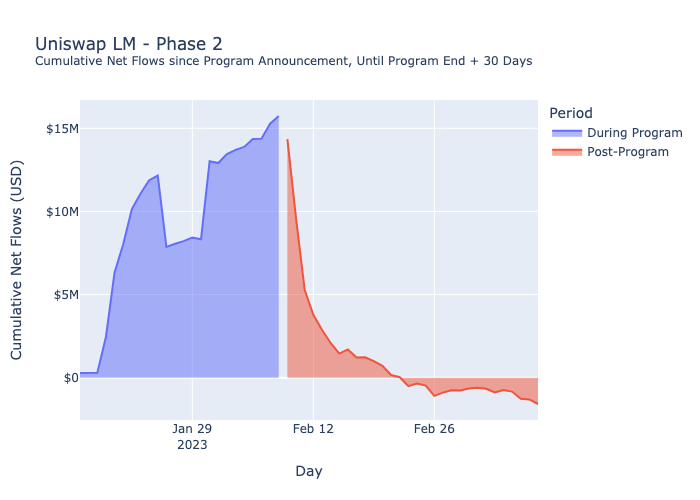 Uniswap LM - Phase 2
Cumulative Net Flows since Program Announcement, Until Program End + 30 Days
Period
During Program
Post-Program
Cumulative Net Flows (USD)
$15M
$10M
$5M
$0
Jan 29
2023
Feb 12
Feb 26
Day